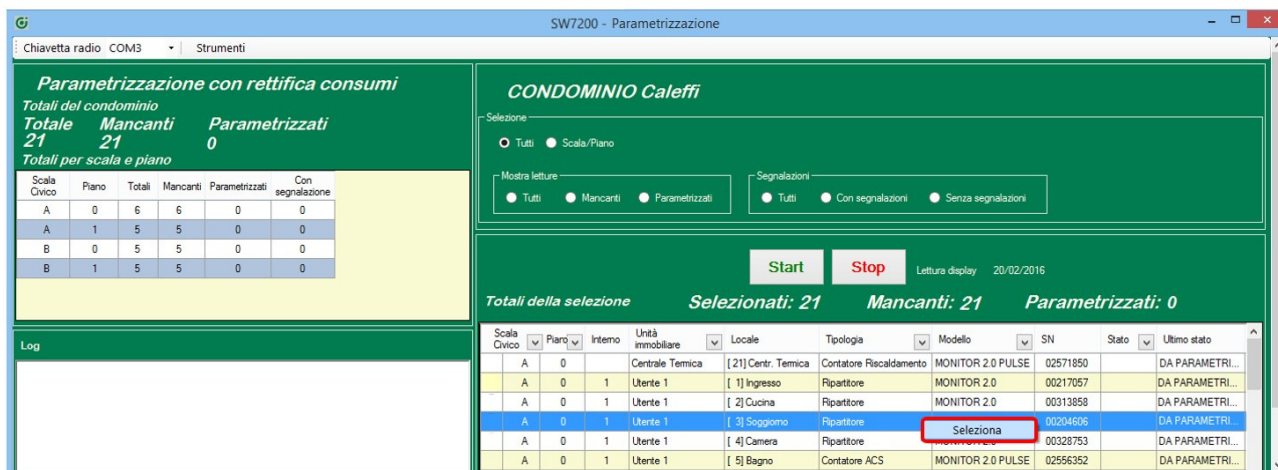 SW7200 - Parametrizzazione
Chiavetta radio COM3 Strumenti
Parametrizzazione con rettifica consumi
Totali del condominio
Totale Mancanti Parametrizzati
21 21 0
Totali per scala e piano
Scala Civico Piano Totali Mancanti Parametrizzati Con segnalazione
A 0 6 6 0 0
A 1 5 5 0 0
B 0 5 5 0 0
B 1 5 5 0 0
Log
CONDOMINIO Caleffi
Selezione
Tutti Scala/Piano
Mostra letture
Tutti Mancanti Parametrizzati
Segnalazioni
Tutti Con segnalazioni Senza segnalazioni
Start Stop Lettura display 20/02/2016
Totali della selezione Selezionati: 21 Mancanti: 21 Parametrizzati: 0
Scala Civico Piano Interno Unità immobiliare Locale Tipologia Modello SN Stato Ultimo stato
A 0 Centrale Termica [ 21] Centr. Termica Contatore Riscaldamento MONITOR 2.0 PULSE 02571850 DA PARAMETRI...
A 0 1 Utente 1 [ 1] Ingresso Ripartitore MONITOR 2.0 00217057 DA PARAMETRI...
A 0 1 Utente 1 [ 2] Cucina Ripartitore MONITOR 2.0 00313858 DA PARAMETRI...
A 0 1 Utente 1 [ 3] Soggiorno Ripartitore 00204606 DA PARAMETRI...
Seleziona
A 0 1 Utente 1 [ 4] Camera Ripartitore MONITOR 2.0 00328753 DA PARAMETRI...
A 0 1 Utente 1 [ 5] Bagno Contatore ACS MONITOR 2.0 PULSE 02556352 DA PARAMETRI...